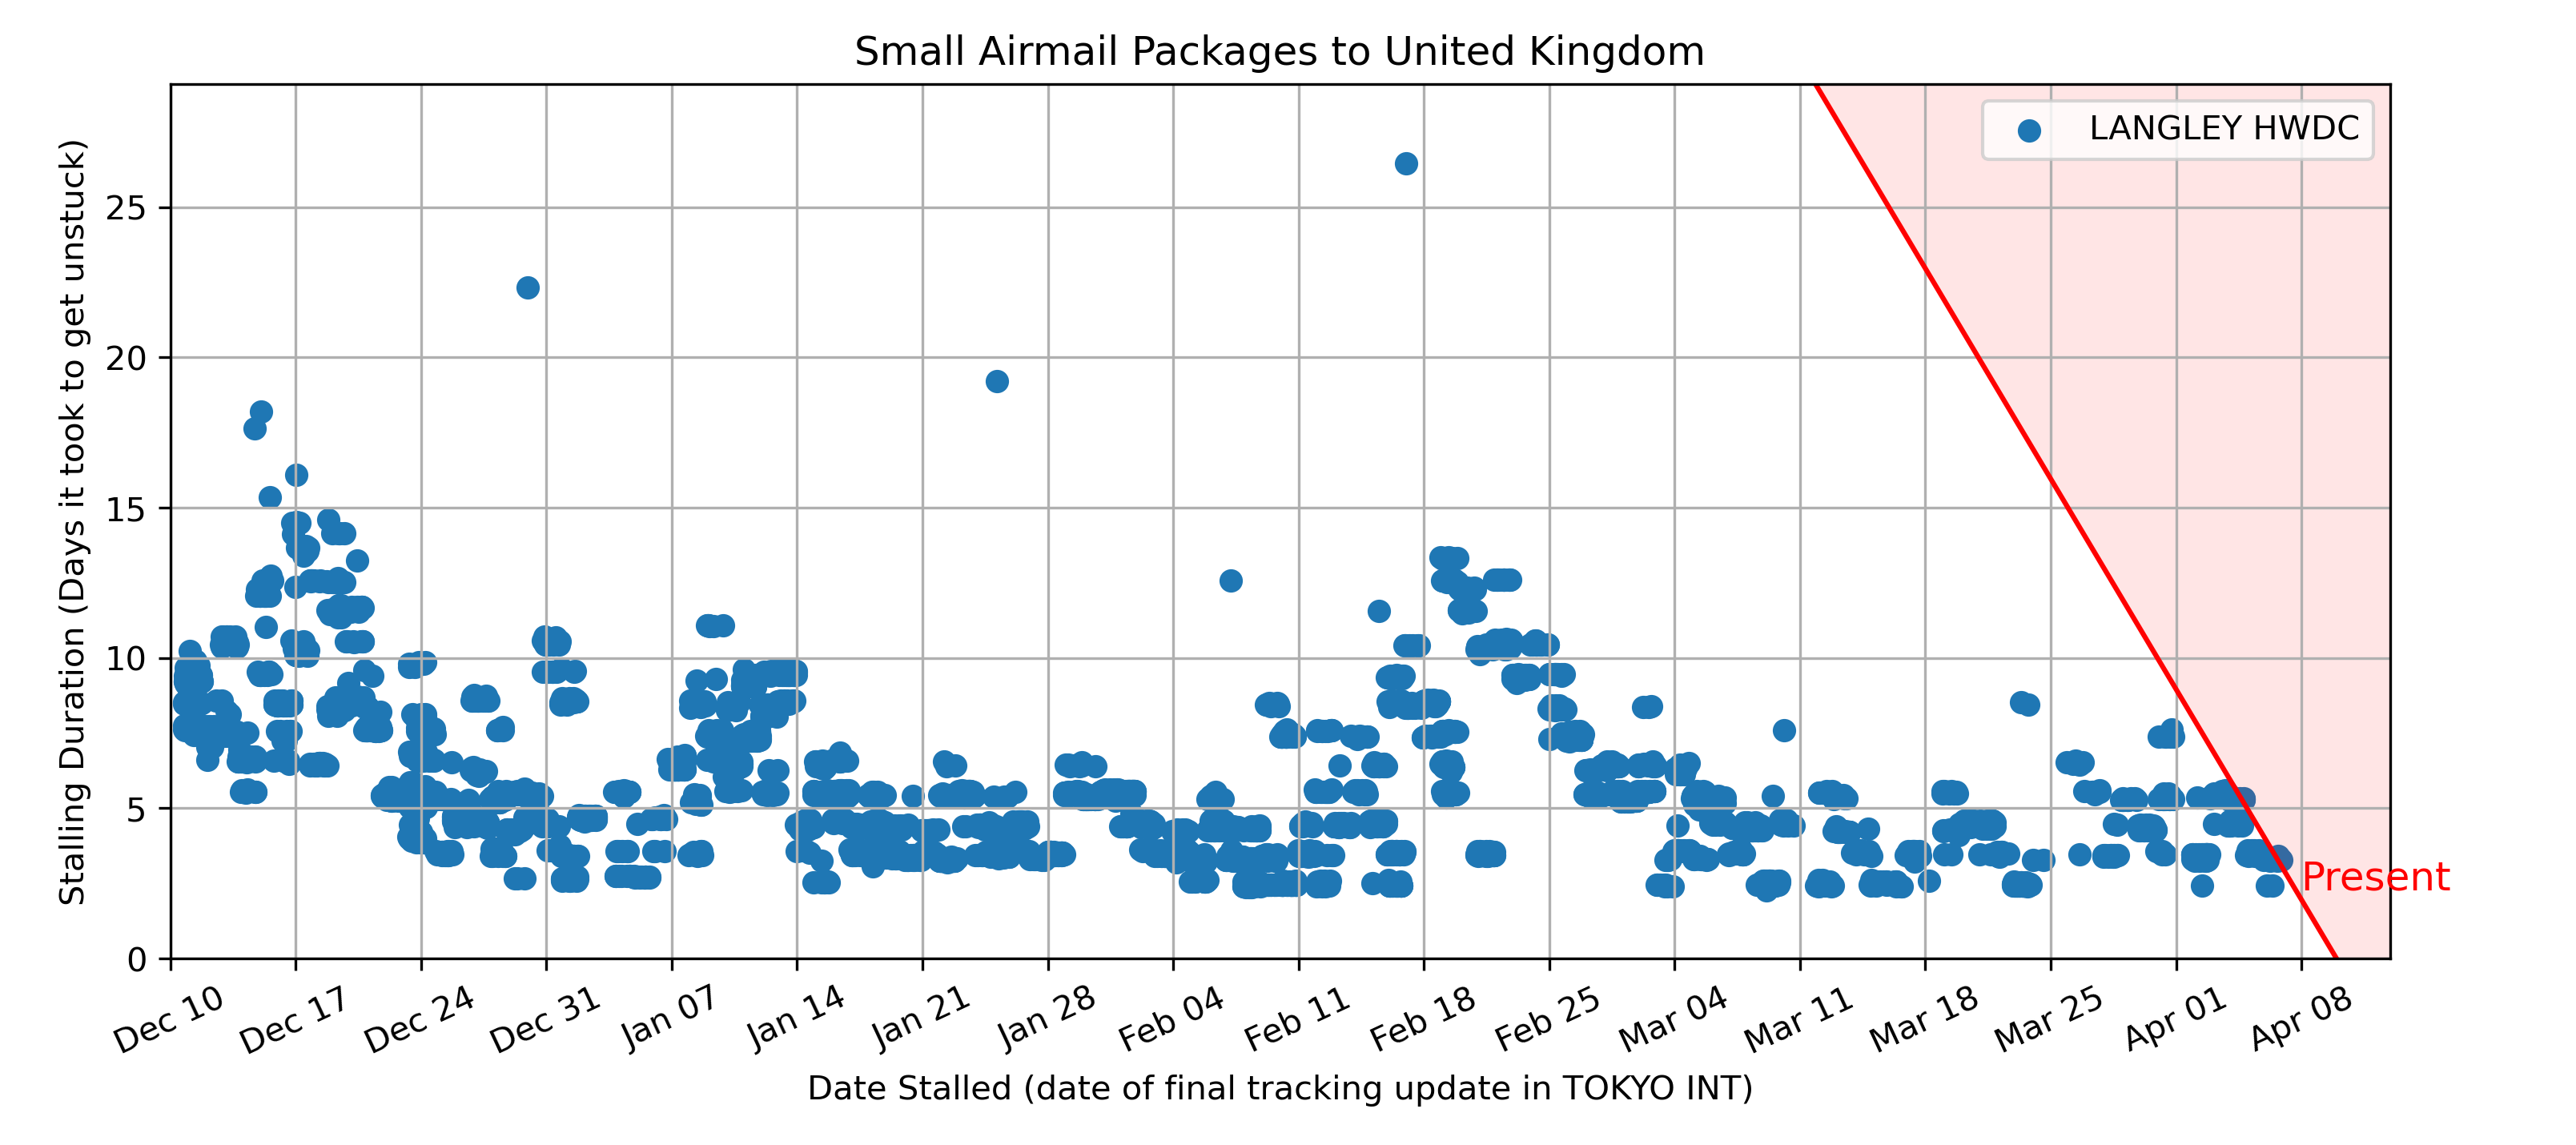 Small Airmail Packages to United Kingdom
LANGLEY HWDC
Stalling Duration (Days it took to get unstuck)
25
20
15
10
5
0
Present
Dec 10
Dec 17
Dec 24
Dec 31
Jan 07
Jan 14
Jan 21
Jan 28
Feb 04
Feb 11
Feb 18
Feb 25
Mar 04
Mar 11
Mar 18
Mar 25
Apr 01
Apr 08
Date Stalled (date of final tracking update in TOKYO INT)